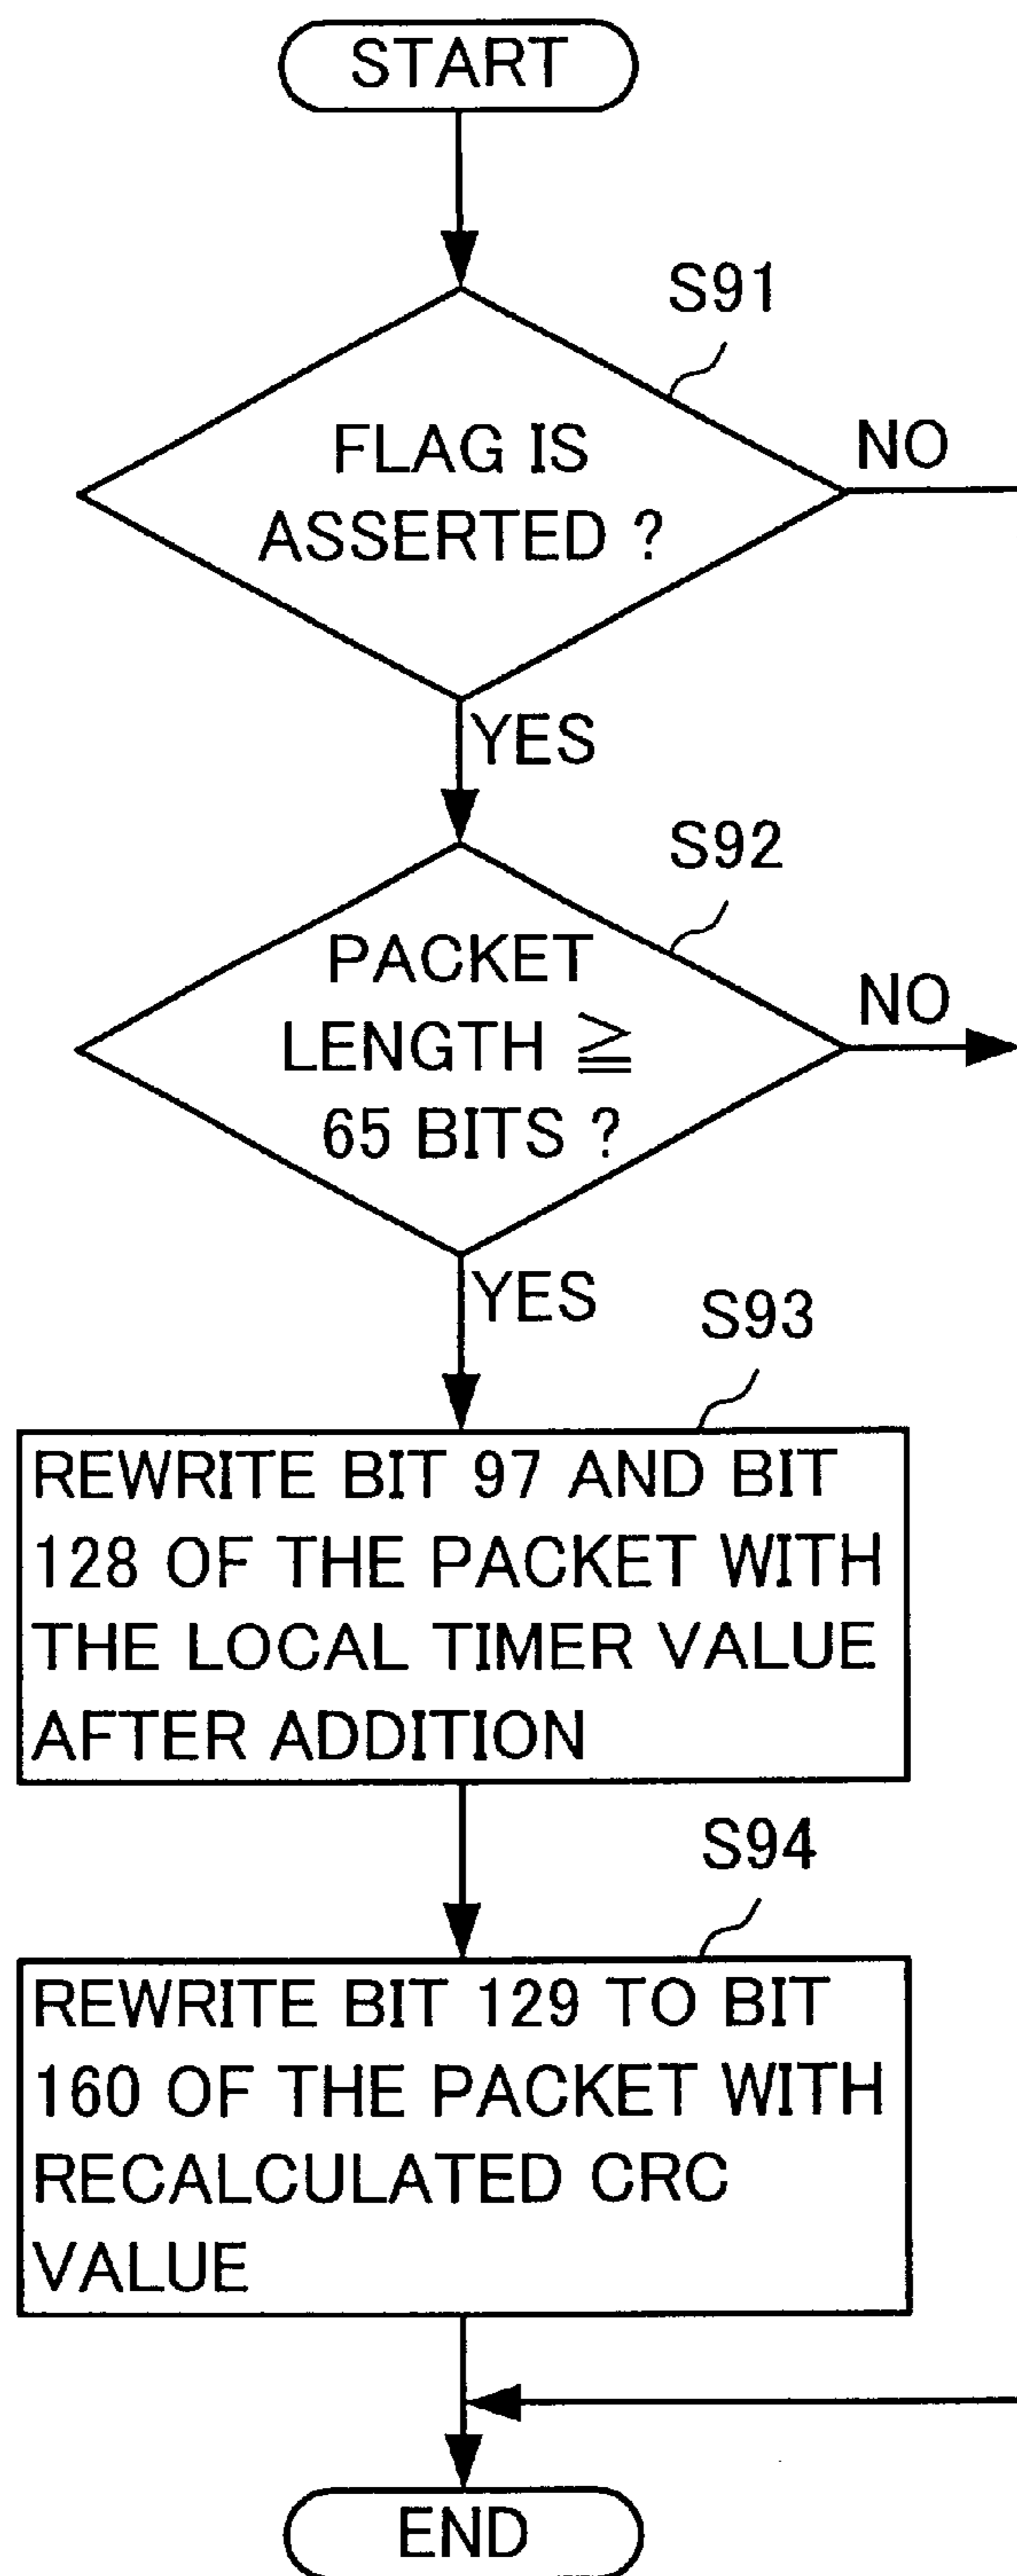 START
S91
FLAG IS
ASSERTED ?
NO
YES
S92
PACKET
LENGTH ≧
65 BITS ?
NO
YES
S93
REWRITE BIT 97 AND BIT
128 OF THE PACKET WITH
THE LOCAL TIMER VALUE
AFTER ADDITION
S94
REWRITE BIT 129 TO BIT
160 OF THE PACKET WITH
RECALCULATED CRC
VALUE
END